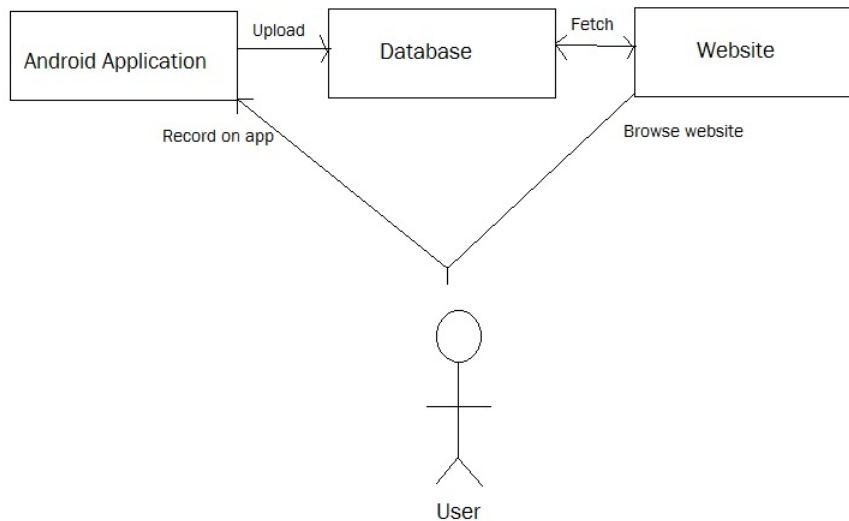 Upload
Fetch
Android Application
Database
Website
Record on app
Browse website
User